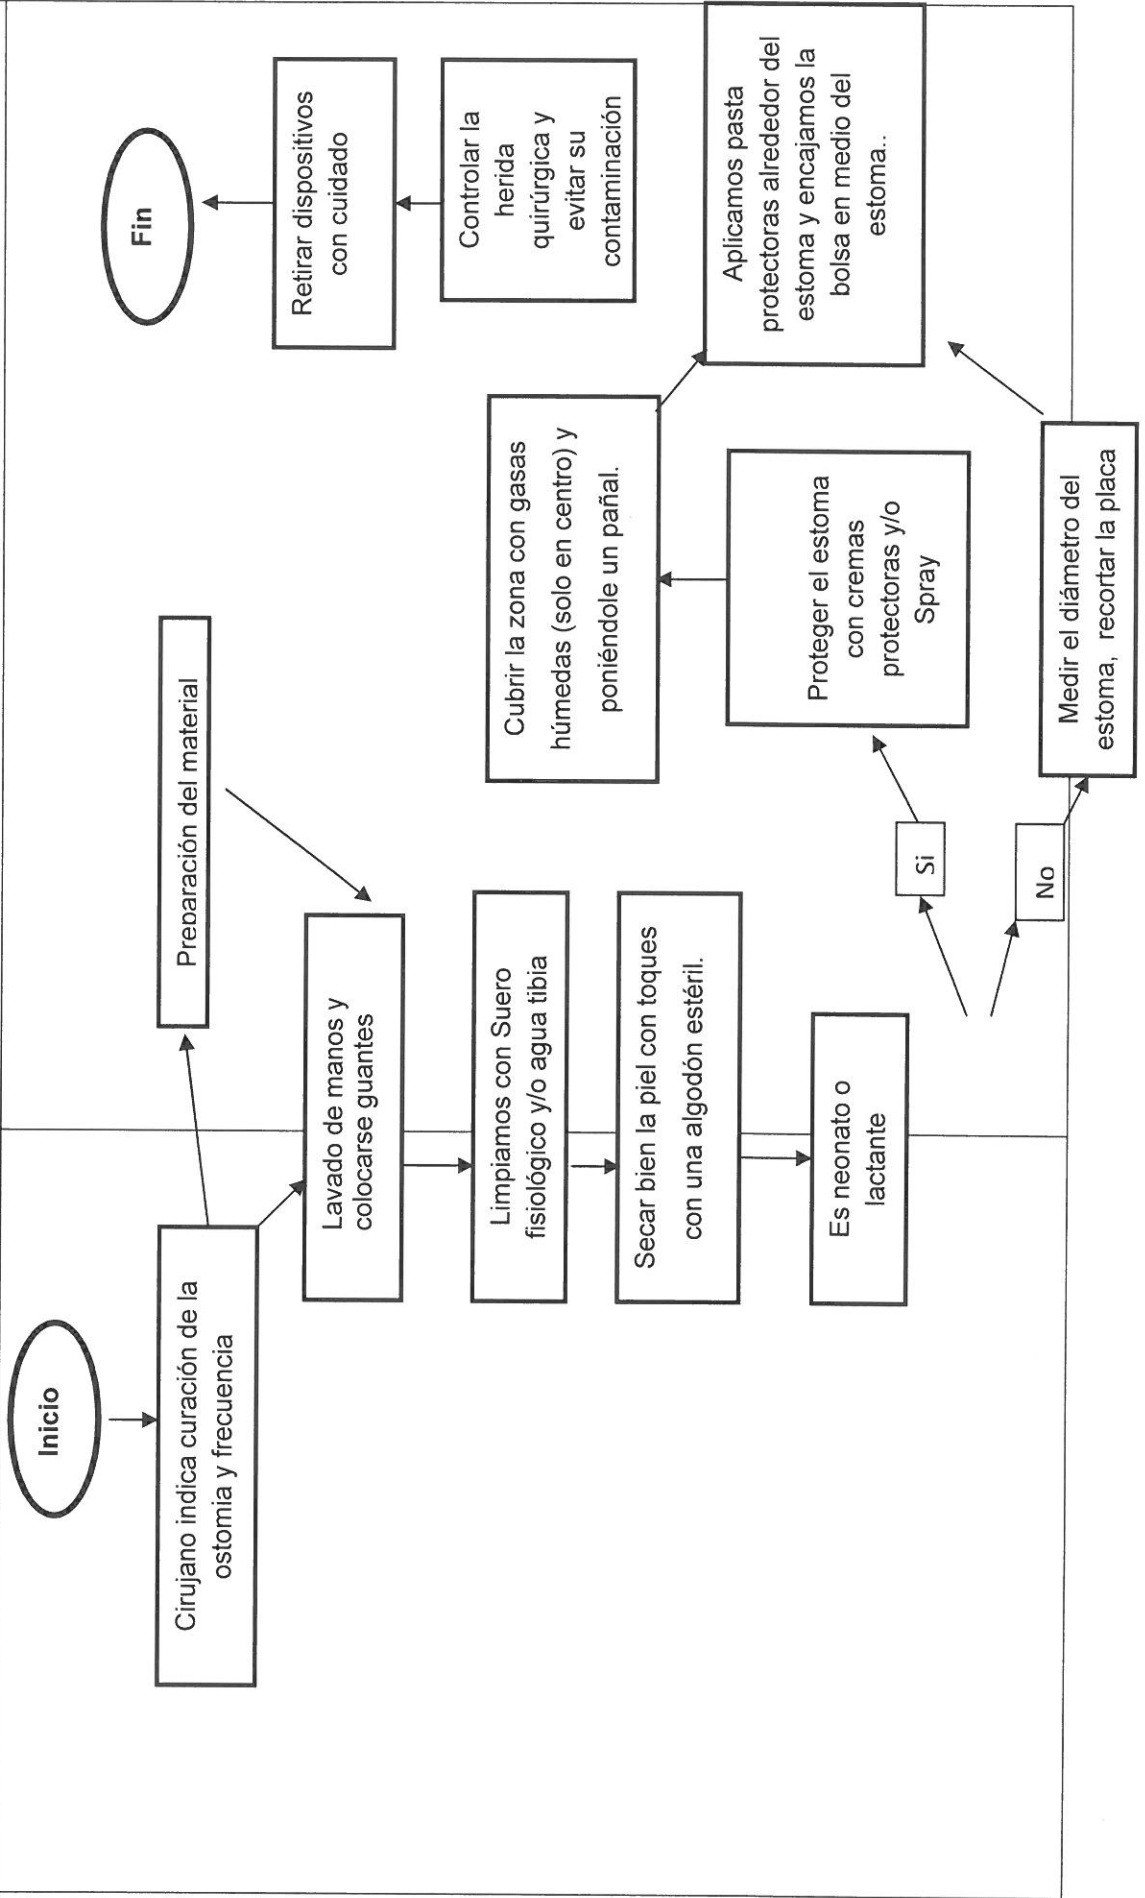 Inicio
Cirujano indica curación de la
ostomia y frecuencia
Preparación del material
Lavado de manos y
colocarse guantes
Limpiamos con Suero
fisiológico y/o agua tibia
Secar bien la piel con toques
con una algodón estéril.
Es neonato o
lactante
Si
No
Proteger el estoma
con cremas
protectoras y/o
Spray
Cubrir la zona con gasas
húmedas (solo en centro) y
poniéndole un pañal.
Medir el diámetro del
estoma, recortar la placa
Aplicamos pasta
protectoras alrededor del
estoma y encajamos la
bolsa en medio del
estoma..
Controlar la
herida
quirúrgica y
evitar su
contaminación
Retirar dispositivos
con cuidado
Fin